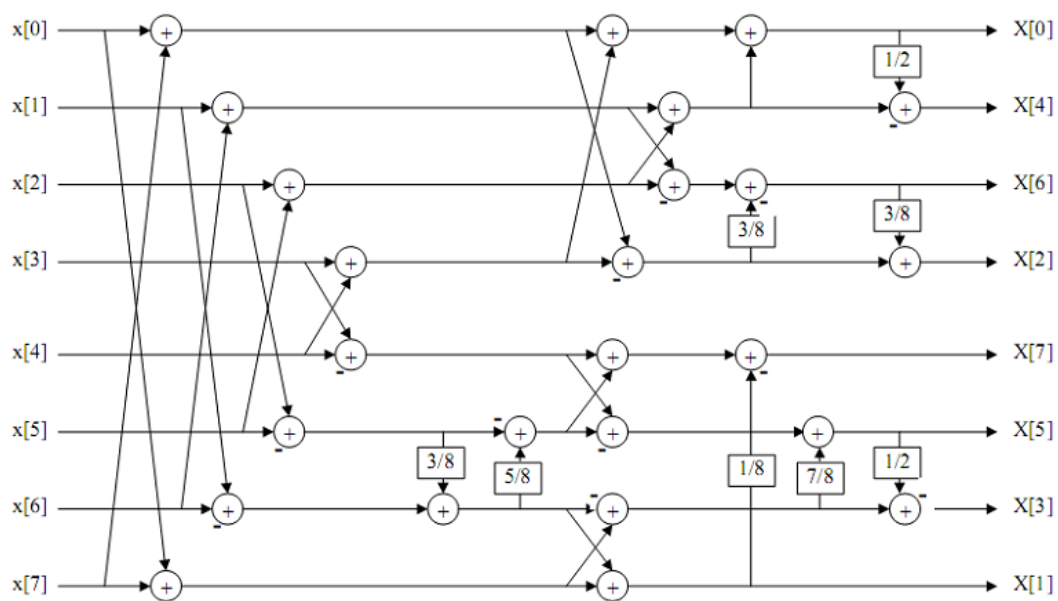 x[0] + + + X[0]
1/2
x[1] + + + - X[4]
x[2] + + - + - X[6]
3/8 3/8
x[3] + + - + X[2]
x[4] + - + + - X[7]
x[5] + - - + + - + X[5]
3/8 5/8 1/8 7/8 1/2
x[6] + - + + - + - X[3]
x[7] + + X[1]